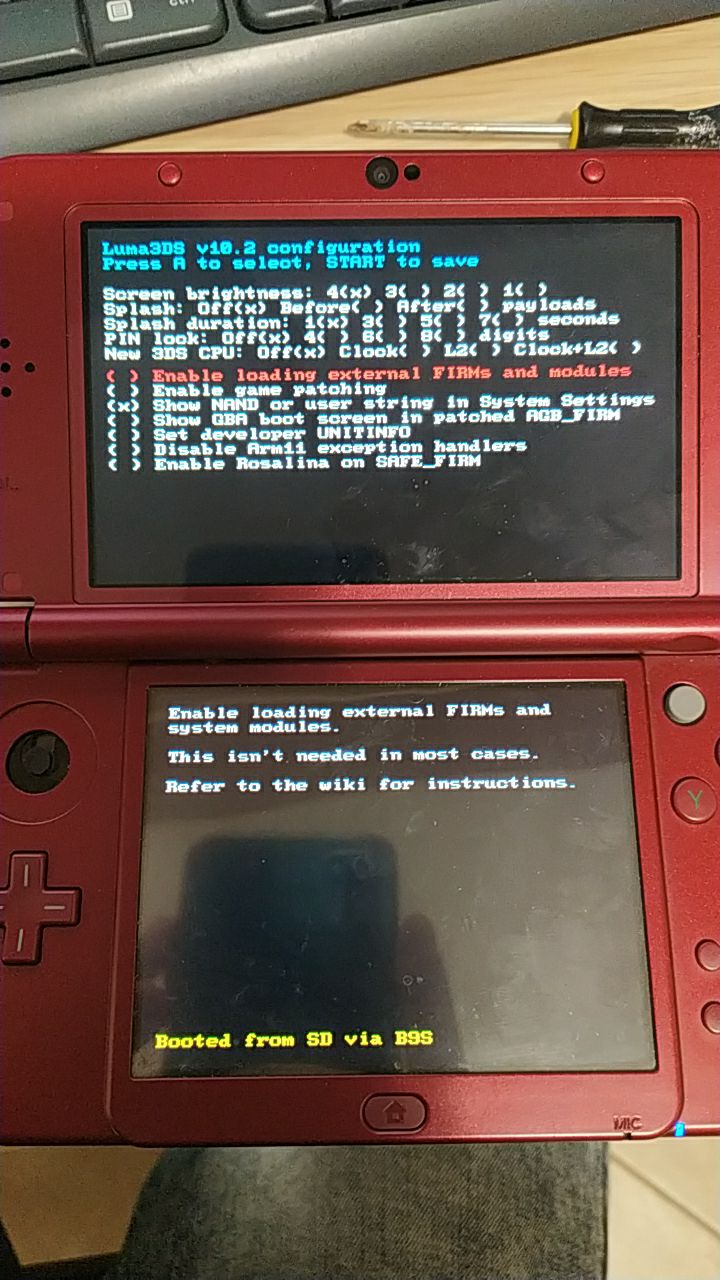 Ctrl
Luma3DS v10.2 configuration
Press A to select, START to save
Screen brightness: 4(x) 3( ) 2( ) 1( )
Splash: Off(x) Before( ) After( ) payloads
Splash duration: 1(x) 3( ) 5( ) 7( ) seconds
PIN lock: Off(x) 4( ) 6( ) 8( ) digits
New 3DS CPU: Off(x) Clock( ) L2( ) Clock+L2( )
( ) Enable loading external FIRMs and modules
( ) Enable game patching
(x) Show NAND or user string in System Settings
( ) Show GBA boot screen in patched AGB_FIRM
( ) Set developer UNITINFO
( ) Disable Arm11 exception handlers
( ) Enable Rosalina on SAFE_FIRM
Enable loading external FIRMs and
system modules.
This isn't needed in most cases.
Refer to the wiki for instructions.
Y
Booted from SD via B9S
MIC